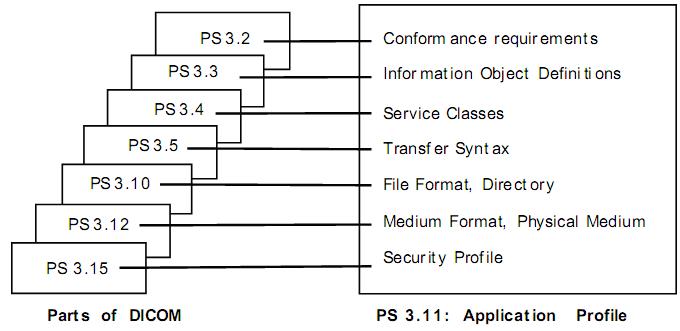 PS 3.2 Conformance requirements
PS 3.3 Information Object Definitions
PS 3.4 Service Classes
PS 3.5 Transfer Syntax
PS 3.10 File Format, Directory
PS 3.12 Medium Format, Physical Medium
PS 3.15 Security Profile
Parts of DICOM PS 3.11: Application Profile